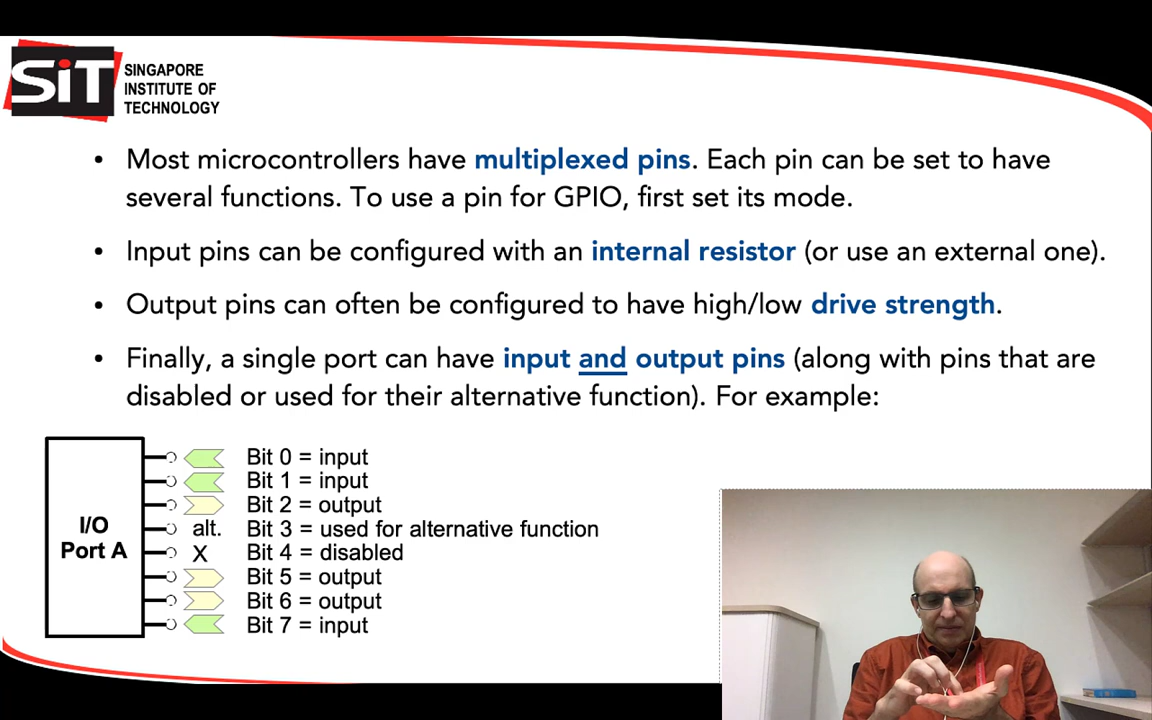 SiT
SINGAPORE
INSTITUTE OF
TECHNOLOGY
• Most microcontrollers have multiplexed pins. Each pin can be set to have
several functions. To use a pin for GPIO, first set its mode.
• Input pins can be configured with an internal resistor (or use an external one).
• Output pins can often be configured to have high/low drive strength.
• Finally, a single port can have input and output pins (along with pins that are
disabled or used for their alternative function). For example:
I/O
Port A
Bit 0 = input
Bit 1 = input
Bit 2 = output
alt. Bit 3 = used for alternative function
X Bit 4 = disabled
Bit 5 = output
Bit 6 = output
Bit 7 = input